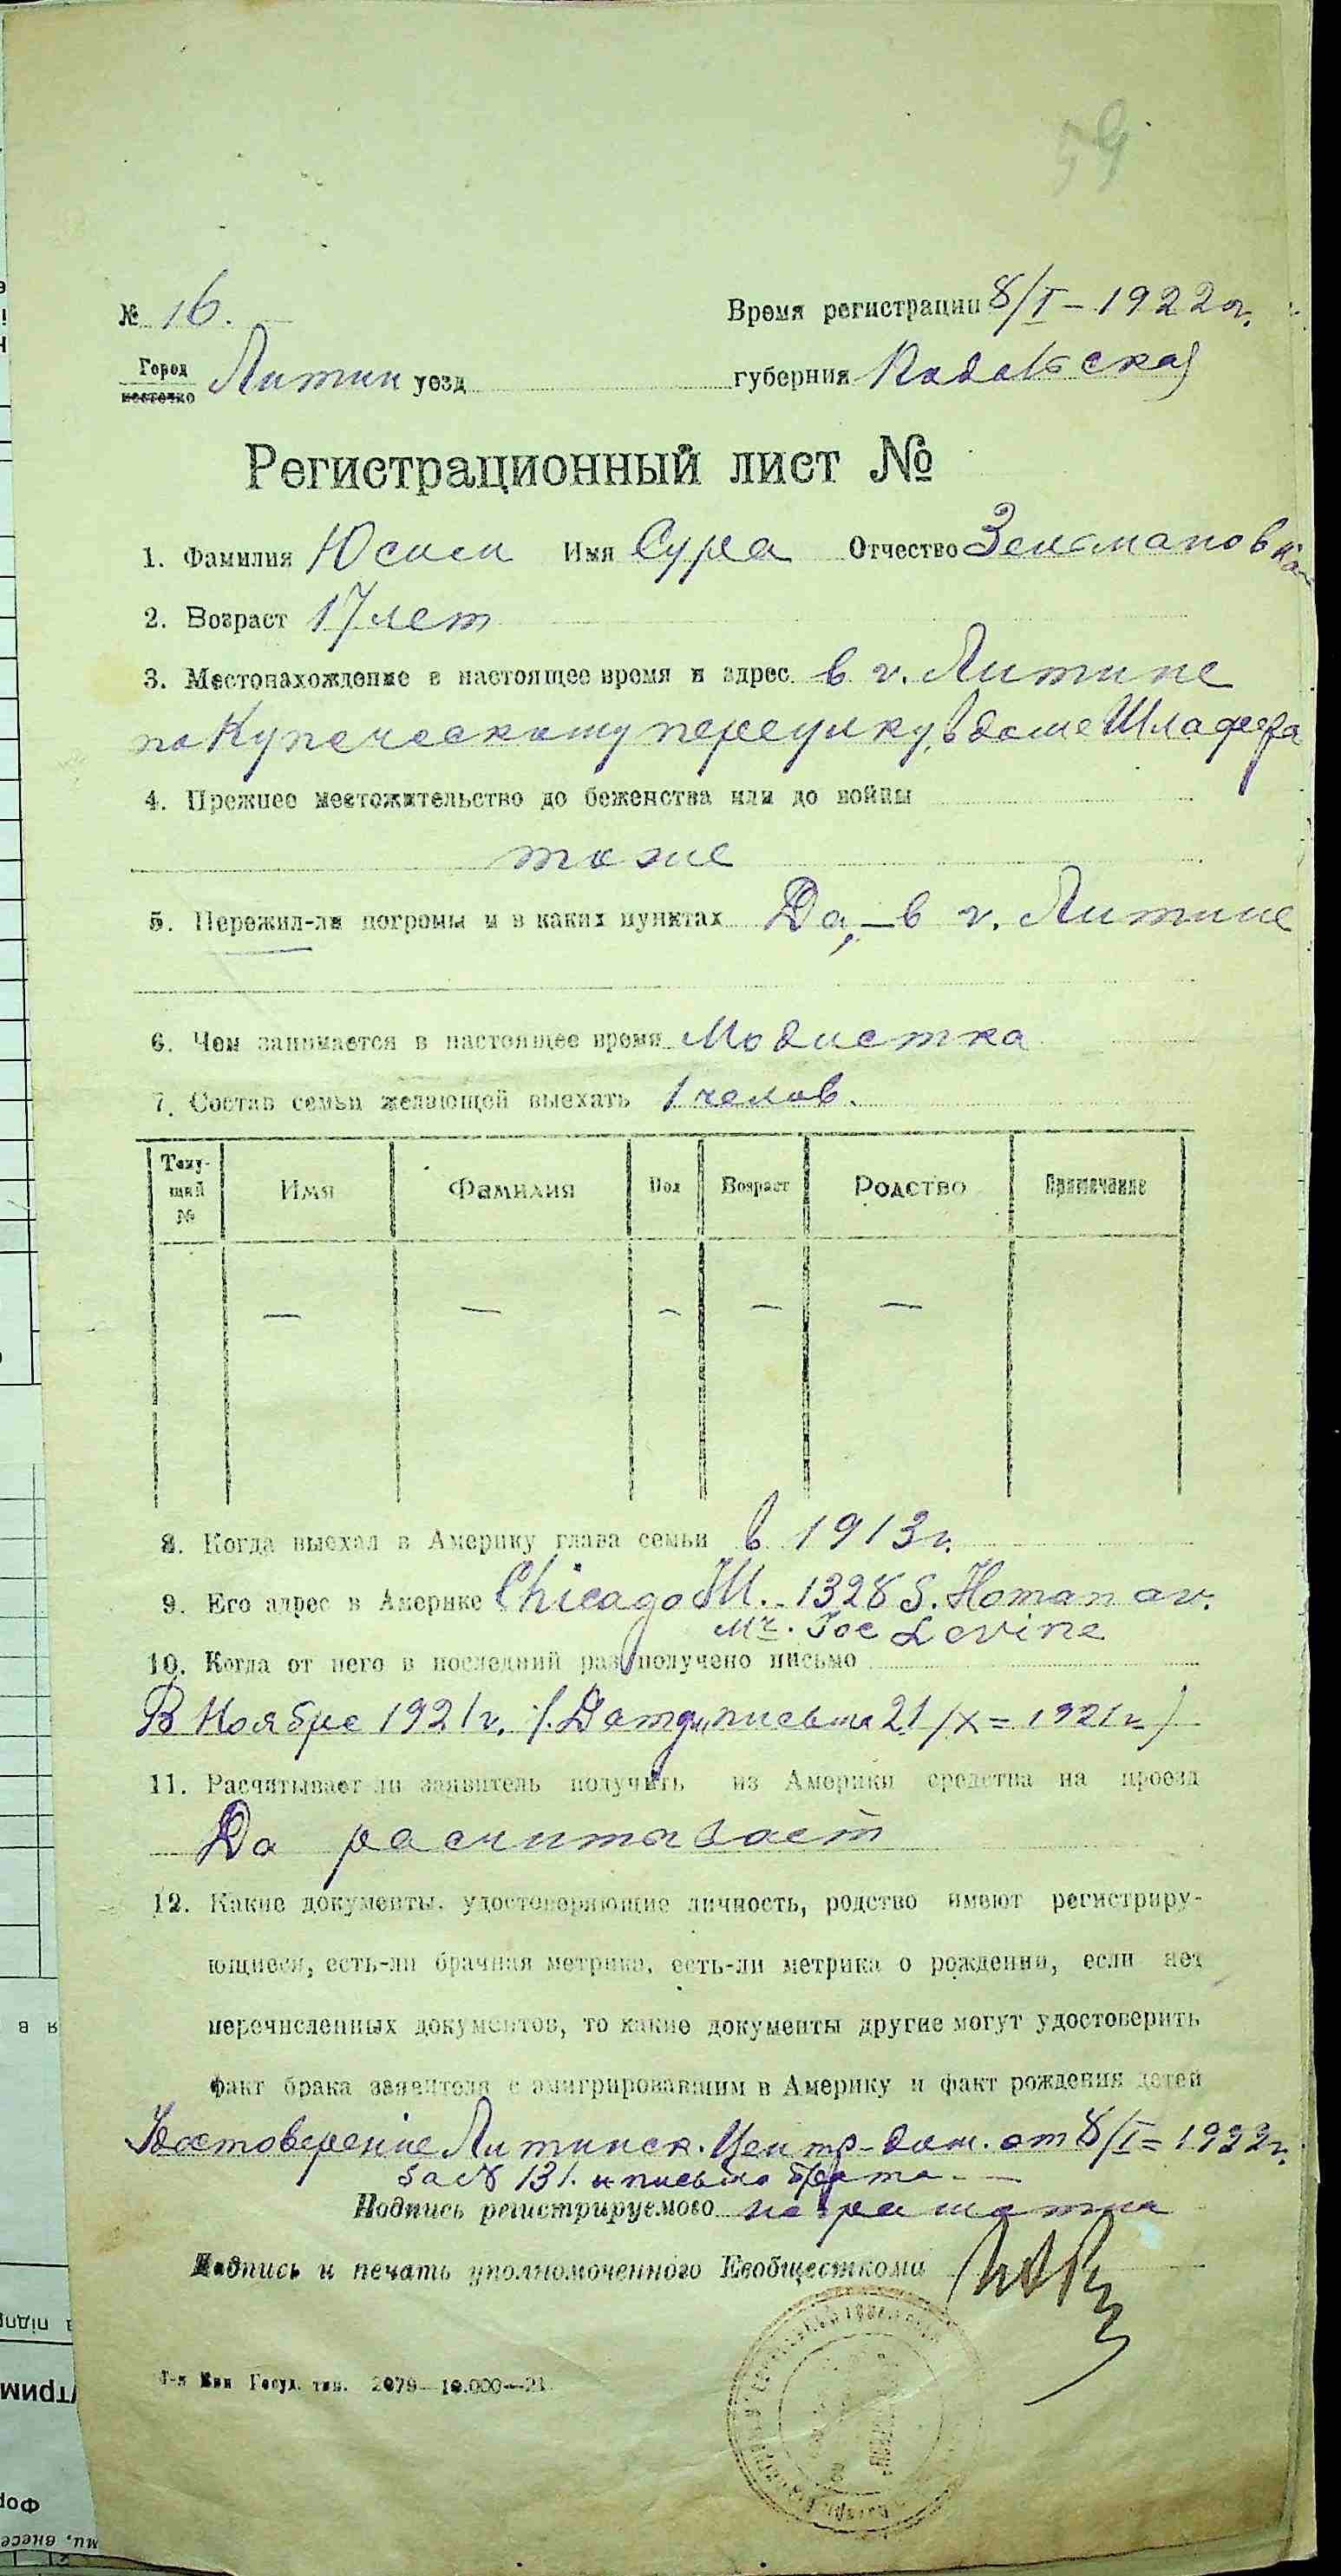 59
№ 16.
Время регистрации 8/I – 1922 г.
Город
местечко
Литин уезд
губерния Подольская
Регистрационный лист №
1. Фамилия Юсим Имя Сура Отчество Зельмановна
2. Возраст 17 лет
3. Местонахождение в настоящее время и адрес в г. Литине
по Купеческому переулку, в доме Шлафера
4. Прежнее местожительство до беженства или до войны
тоже
5. Пережил-ли погромы и в каких пунктах Да, – в г. Литине
6. Чем занимается в настоящее время Модистка
7. Состав семьи желающей выехать 1 челов.
Теку-
щий
№
Имя
Фамилия
Пол
Возраст
Родство
Примечание
— — — — —
8. Когда выехал в Америку глава семьи в 1913 г.
9. Его адрес в Америке Chicago Ill. 1328 S. Homan av.
Mr. Joe Levine
10. Когда от него в последний раз получено письмо
В Ноябре 1921 г. (Дата письма 21/X = 1921 г.)
11. Расчитывает ли заявитель получить из Америки средства на проезд
Да расчитывает
12. Какие документы, удостоверяющие личность, родство имеют регистриру-
ющиеся, есть-ли брачная метрика, есть-ли метрика о рождении, если нет
перечисленных документов, то какие документы другие могут удостоверить
факт брака заявителя с эмигрировавшим в Америку и факт рождения детей
Удостоверение Литинск. Центр-дом. от 8/I = 1922 г.
за № 131. и письмо брата
Подпись регистрируемого неграмотна
Подпись и печать уполномоченного Евобщесткома
1-я Кии Госуд. тип. 2079—10.000—21